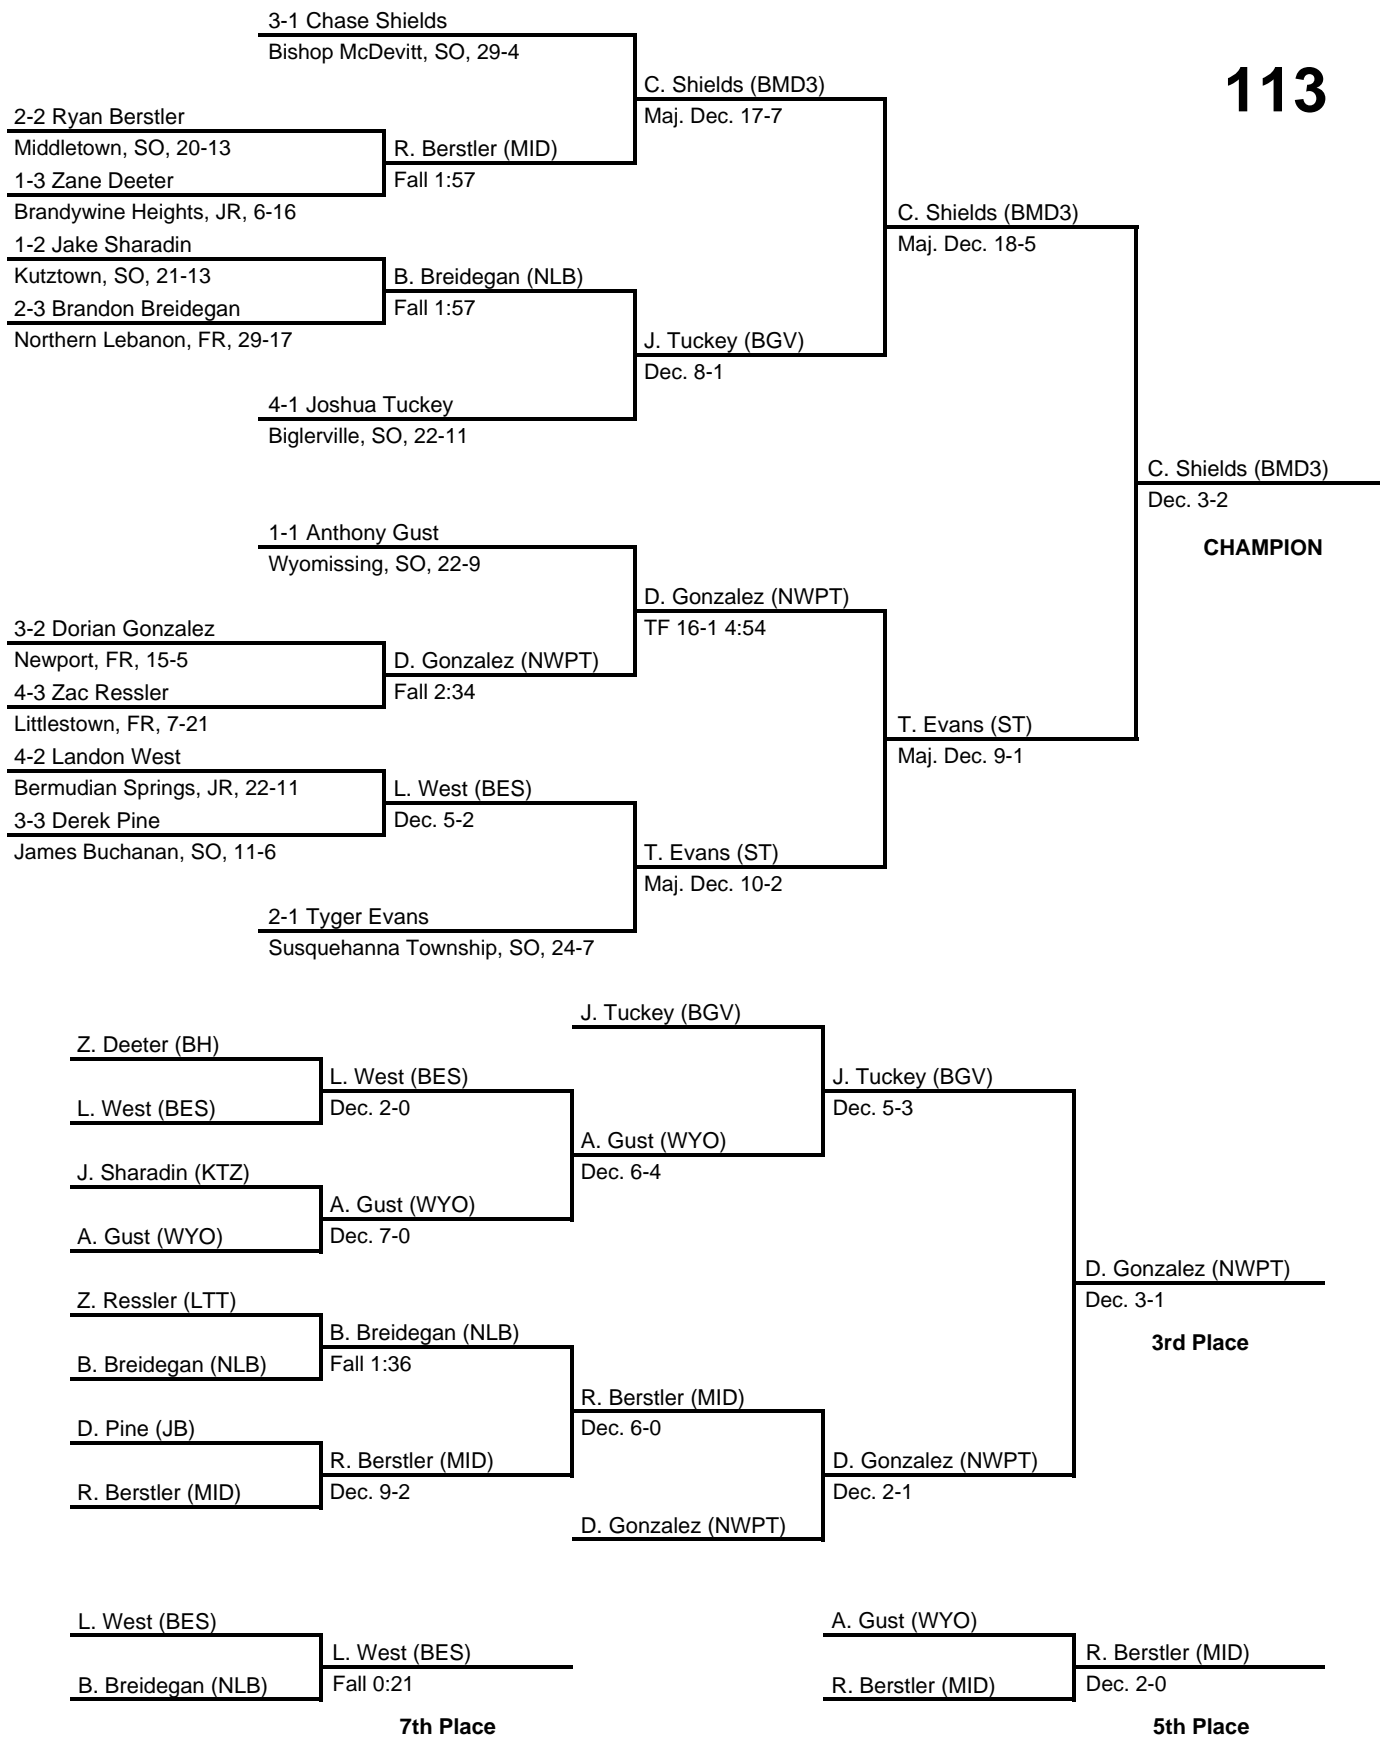 3-1 Chase Shields
Bishop McDevitt, SO, 29-4
113
C. Shields (BMD3)
Maj. Dec. 17-7
2-2 Ryan Berstler
Middletown, SO, 20-13
R. Berstler (MID)
1-3 Zane Deeter
Fall 1:57
Brandywine Heights, JR, 6-16
C. Shields (BMD3)
1-2 Jake Sharadin
Maj. Dec. 18-5
Kutztown, SO, 21-13
B. Breidegan (NLB)
2-3 Brandon Breidegan
Fall 1:57
Northern Lebanon, FR, 29-17
J. Tuckey (BGV)
Dec. 8-1
4-1 Joshua Tuckey
Biglerville, SO, 22-11
C. Shields (BMD3)
Dec. 3-2
CHAMPION
1-1 Anthony Gust
Wyomissing, SO, 22-9
D. Gonzalez (NWPT)
TF 16-1 4:54
3-2 Dorian Gonzalez
Newport, FR, 15-5
D. Gonzalez (NWPT)
4-3 Zac Ressler
Fall 2:34
Littlestown, FR, 7-21
T. Evans (ST)
4-2 Landon West
Maj. Dec. 9-1
Bermudian Springs, JR, 22-11
L. West (BES)
3-3 Derek Pine
Dec. 5-2
James Buchanan, SO, 11-6
T. Evans (ST)
Maj. Dec. 10-2
2-1 Tyger Evans
Susquehanna Township, SO, 24-7
J. Tuckey (BGV)
Z. Deeter (BH)
L. West (BES)
J. Tuckey (BGV)
L. West (BES)
Dec. 2-0
Dec. 5-3
A. Gust (WYO)
Dec. 6-4
J. Sharadin (KTZ)
A. Gust (WYO)
A. Gust (WYO)
Dec. 7-0
D. Gonzalez (NWPT)
Dec. 3-1
3rd Place
Z. Ressler (LTT)
B. Breidegan (NLB)
B. Breidegan (NLB)
Fall 1:36
R. Berstler (MID)
Dec. 6-0
D. Pine (JB)
R. Berstler (MID)
D. Gonzalez (NWPT)
R. Berstler (MID)
Dec. 9-2
Dec. 2-1
D. Gonzalez (NWPT)
L. West (BES)
A. Gust (WYO)
L. West (BES)
R. Berstler (MID)
B. Breidegan (NLB)
Fall 0:21
R. Berstler (MID)
Dec. 2-0
7th Place
5th Place